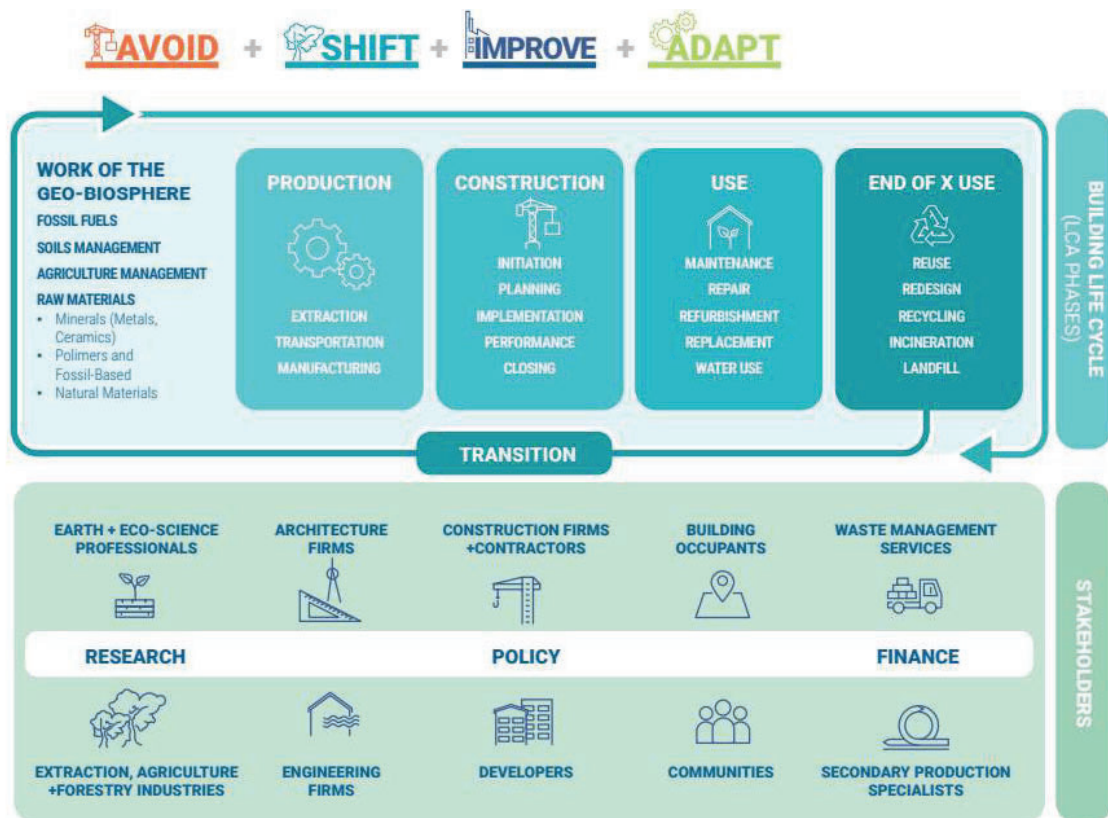 AVOID + SHIFT + IMPROVE + ADAPT
WORK OF THE
GEO-BIOSPHERE
FOSSIL FUELS
SOILS MANAGEMENT
AGRICULTURE MANAGEMENT
RAW MATERIALS
• Minerals (Metals,
Ceramics)
• Polimers and
Fossil-Based
• Natural Materials
PRODUCTION
EXTRACTION
TRANSPORTATION
MANUFACTURING
CONSTRUCTION
INITIATION
PLANNING
IMPLEMENTATION
PERFORMANCE
CLOSING
USE
MAINTENANCE
REPAIR
REFURBISHMENT
REPLACEMENT
WATER USE
END OF X USE
REUSE
REDESIGN
RECYCLING
INCINERATION
LANDFILL
BUILDING LIFE CYCLE
(LCA PHASES)
TRANSITION
EARTH + ECO-SCIENCE
PROFESSIONALS
ARCHITECTURE
FIRMS
CONSTRUCTION FIRMS
+CONTRACTORS
BUILDING
OCCUPANTS
WASTE MANAGEMENT
SERVICES
RESEARCH
POLICY
FINANCE
EXTRACTION, AGRICULTURE
+FORESTRY INDUSTRIES
ENGINEERING
FIRMS
DEVELOPERS
COMMUNITIES
SECONDARY PRODUCTION
SPECIALISTS
STAKEHOLDERS